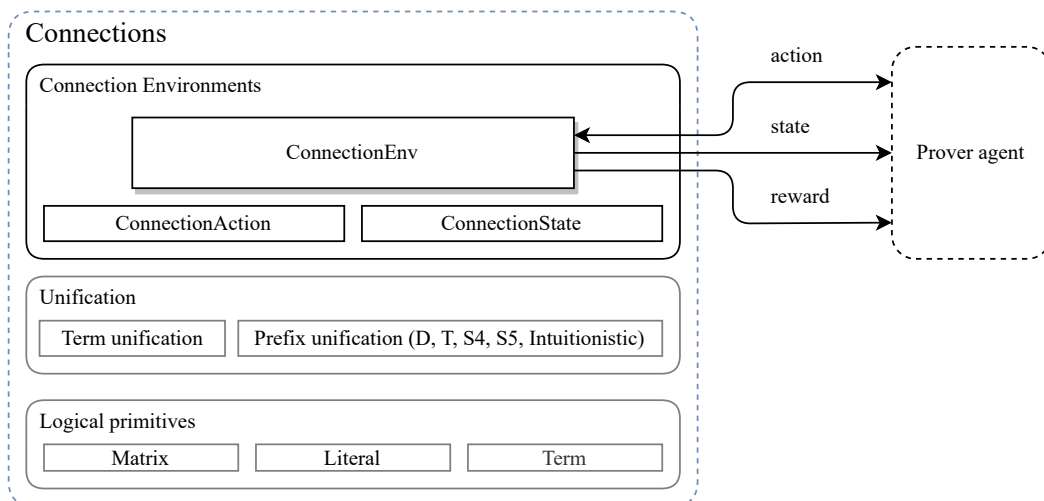 Connections
Connection Environments
ConnectionEnv
ConnectionAction
ConnectionState
action
state
reward
Prover agent
Unification
Term unification
Prefix unification (D, T, S4, S5, Intuitionistic)
Logical primitives
Matrix
Literal
Term